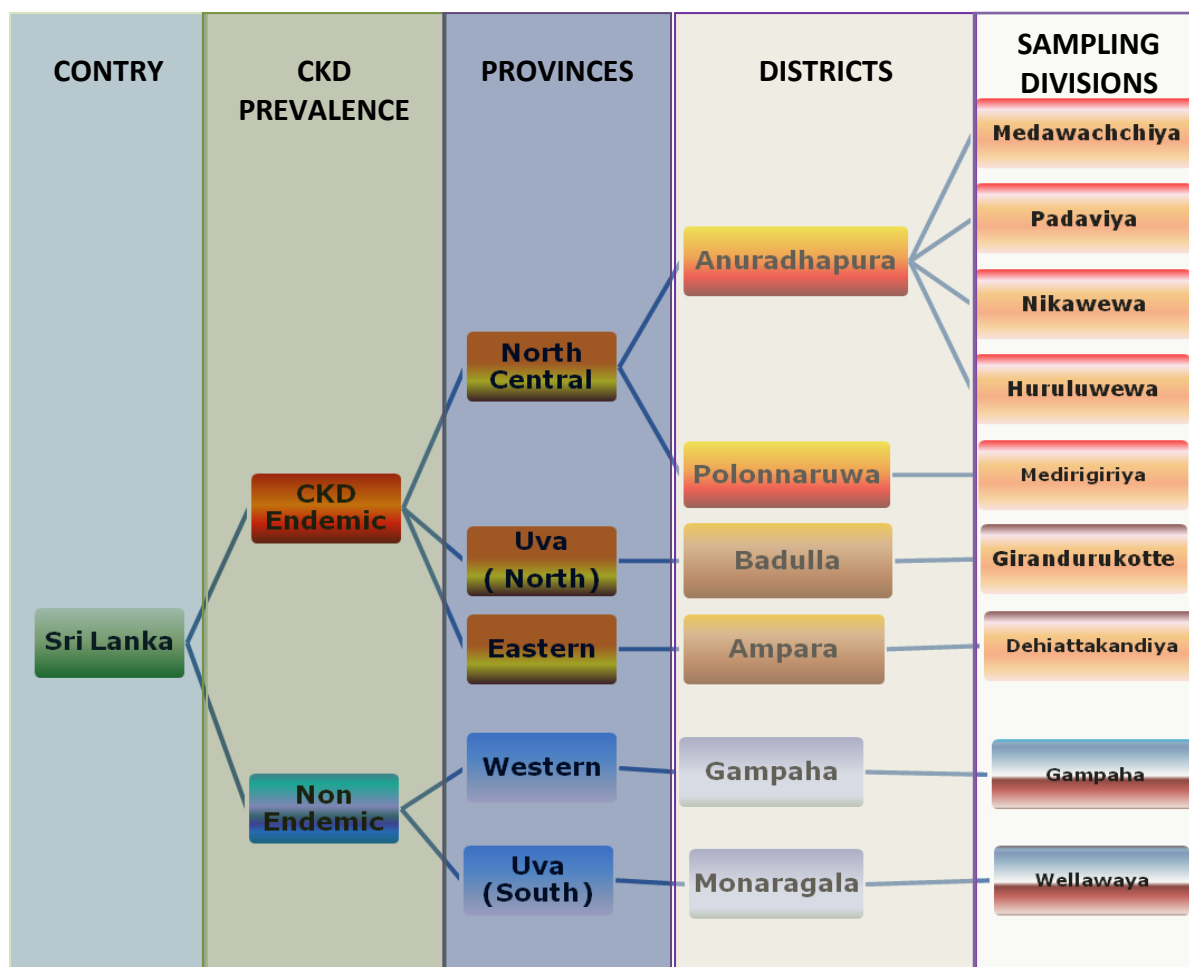 CONTRY
CKD
PREVALENCE
PROVINCES
DISTRICTS
SAMPLING
DIVISIONS
Sri Lanka
CKD
Endemic
Non
Endemic
North
Central
Uva
( North)
Eastern
Western
Uva
(South)
Anuradhapura
Polonnaruwa
Badulla
Ampara
Gampaha
Monaragala
Medawachchiya
Padaviya
Nikawewa
Huruluwewa
Medirigiriya
Girandurukotte
Dehiattakandiya
Gampaha
Wellawaya